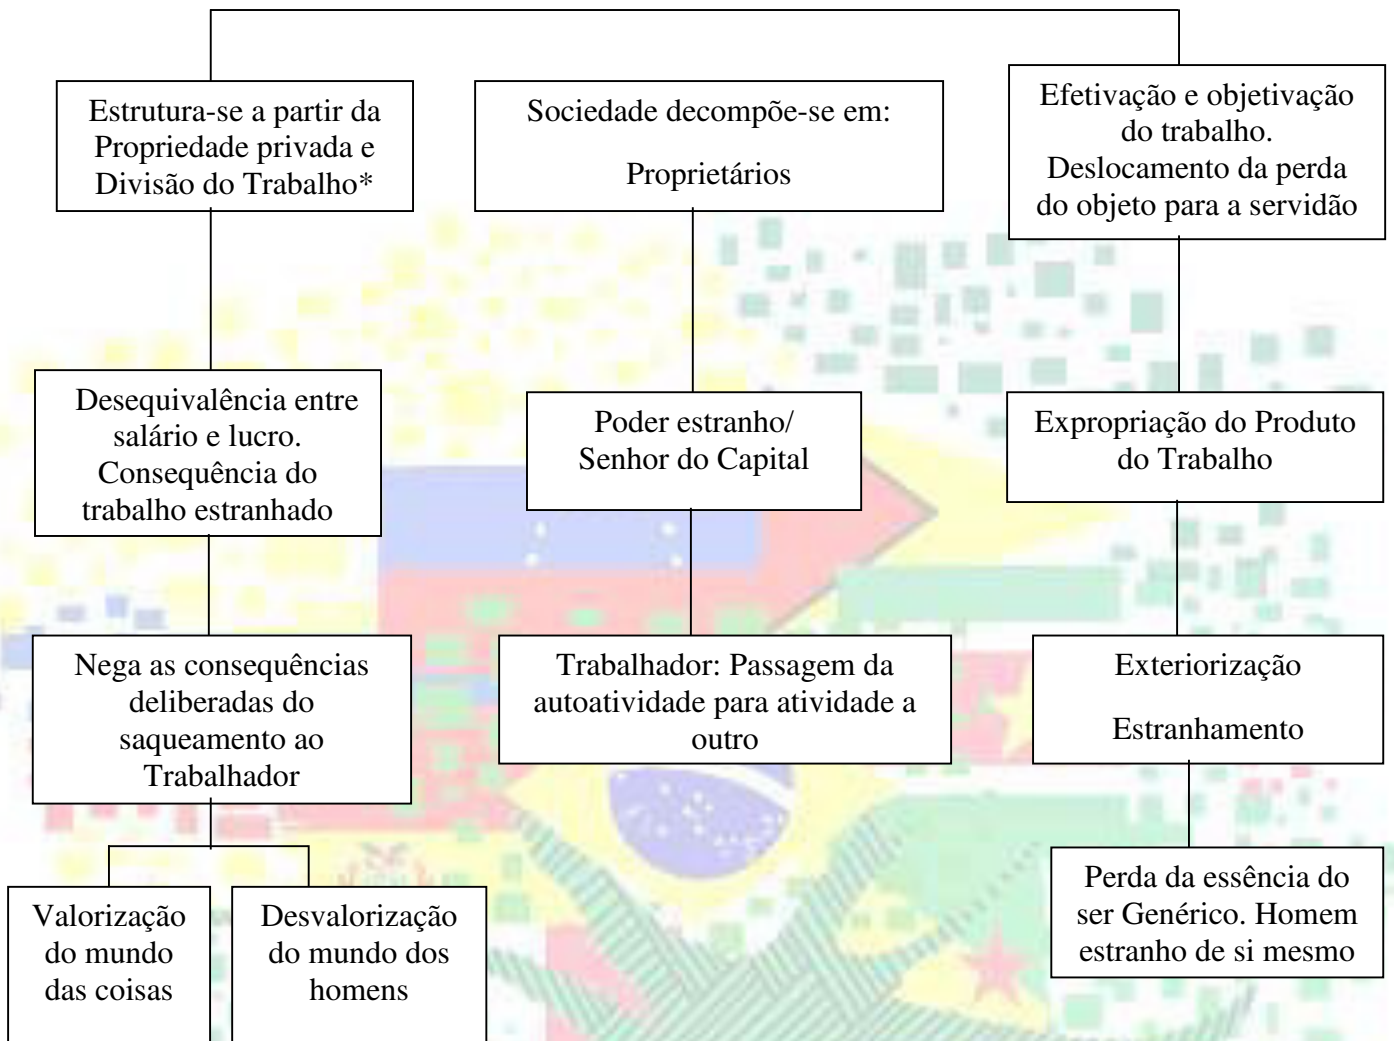 Estrutura-se a partir da
Propriedade privada e
Divisão do Trabalho*
Sociedade decompõe-se em:
Proprietários
Efetivação e objetivação
do trabalho.
Deslocamento da perda
do objeto para a servidão
Desequivalência entre
salário e lucro.
Consequência do
trabalho estranhado
Poder estranho/
Senhor do Capital
Expropriação do Produto
do Trabalho
Nega as consequências
deliberadas do
saqueamento ao
Trabalhador
Trabalhador: Passagem da
autoatividade para atividade a
outro
Exteriorização
Estranhamento
Valorização
do mundo
das coisas
Desvalorização
do mundo dos
homens
Perda da essência do
ser Genérico. Homem
estranho de si mesmo